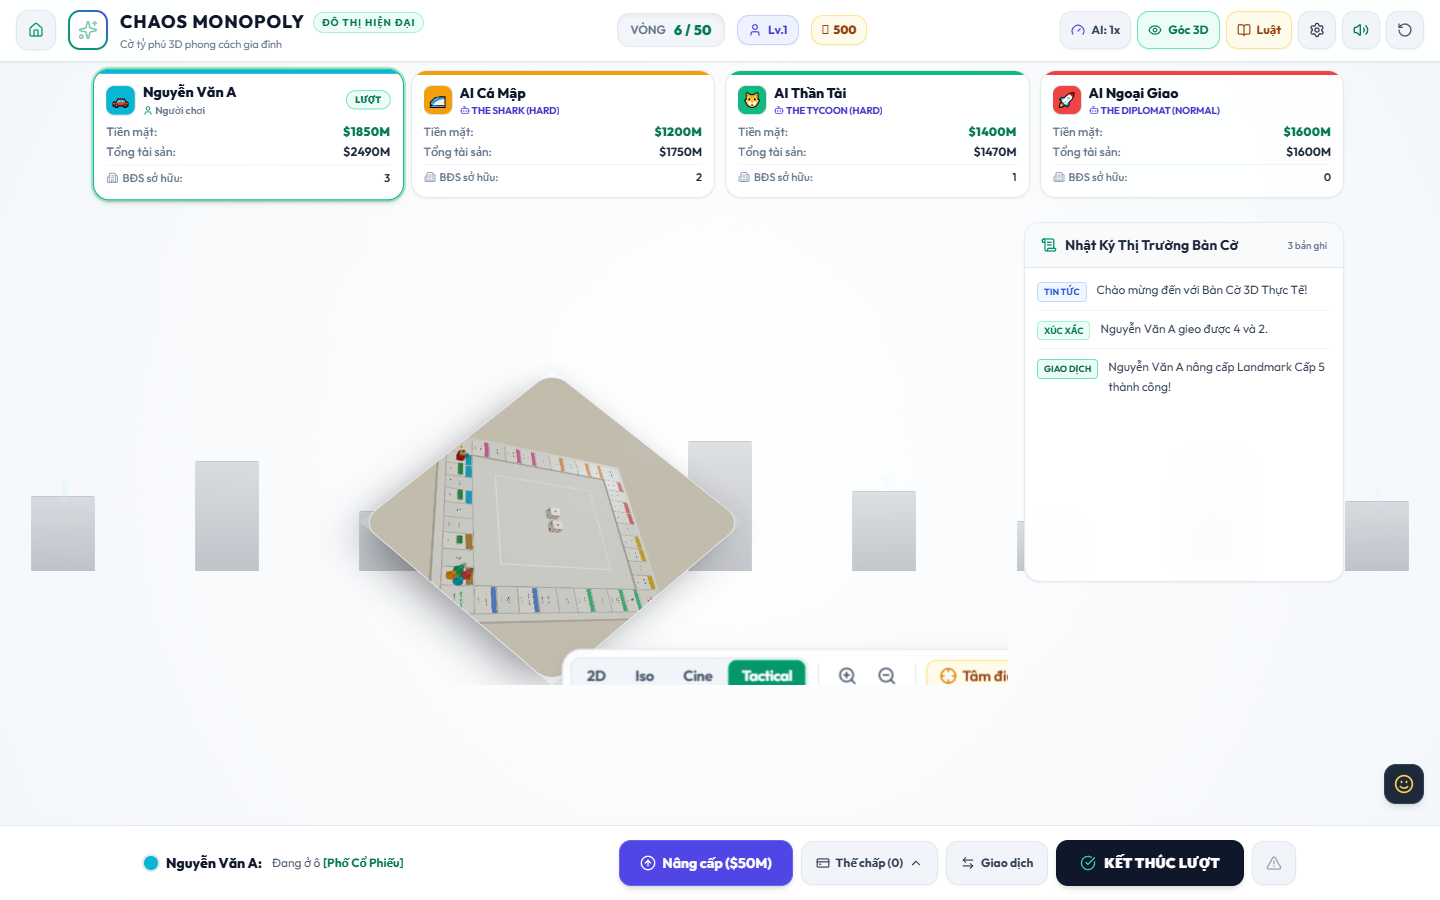 CHAOS MONOPOLY
ĐÔ THỊ HIỆN ĐẠI
Cờ tỷ phú 3D phong cách gia đình
VÒNG 6 / 50
Lv.1
500
AI: 1x
Góc 3D
Luật
Nguyễn Văn A
Người chơi
LƯỢT
Tiền mặt: $1850M
Tổng tài sản: $2490M
BĐS sở hữu: 3
AI Cá Mập
THE SHARK (HARD)
Tiền mặt: $1200M
Tổng tài sản: $1750M
BĐS sở hữu: 2
AI Thần Tài
THE TYCOON (HARD)
Tiền mặt: $1400M
Tổng tài sản: $1470M
BĐS sở hữu: 1
AI Ngoại Giao
THE DIPLOMAT (NORMAL)
Tiền mặt: $1600M
Tổng tài sản: $1600M
BĐS sở hữu: 0
Nhật Ký Thị Trường Bàn Cờ
3 bản ghi
TIN TỨC Chào mừng đến với Bàn Cờ 3D Thực Tế!
XÚC XẮC Nguyễn Văn A gieo được 4 và 2.
GIAO DỊCH Nguyễn Văn A nâng cấp Landmark Cấp 5
thành công!
2D Iso Cine Tactical Tâm
Nguyễn Văn A: Đang ở ô [Phố Cổ Phiếu]
Nâng cấp ($50M)
Thế chấp (0)
Giao dịch
KẾT THÚC LƯỢT